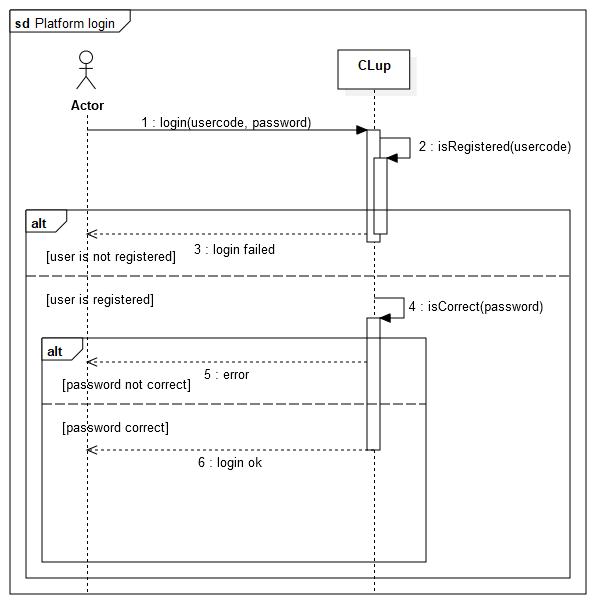 sd Platform login
CLup
Actor
1 : login(usercode, password)
2 : isRegistered(usercode)
alt
3 : login failed
[user is not registered]
[user is registered]
4 : isCorrect(password)
alt
5 : error
[password not correct]
[password correct]
6 : login ok